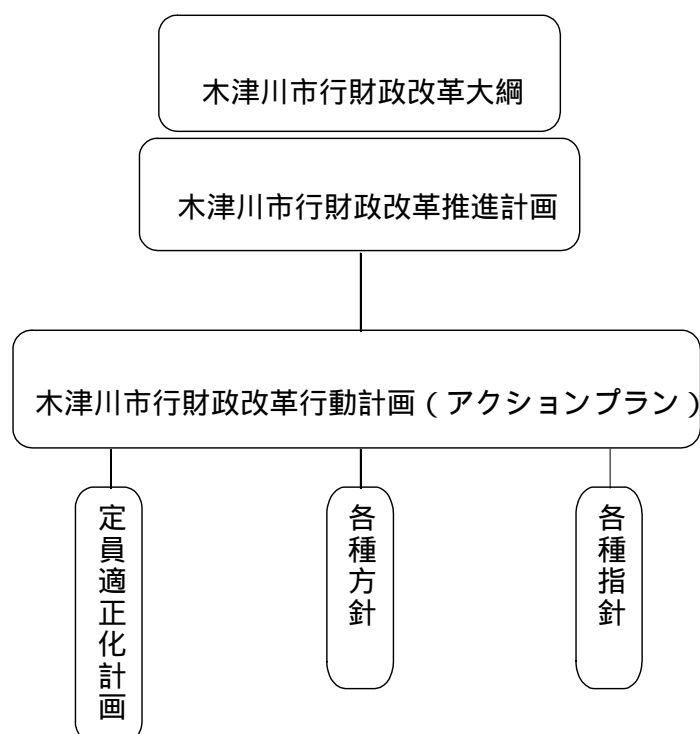 木津川市行財政改革大綱
木津川市行財政改革推進計画
木津川市行財政改革行動計画（アクションプラン）
定員適正化計画
各種方針
各種指針